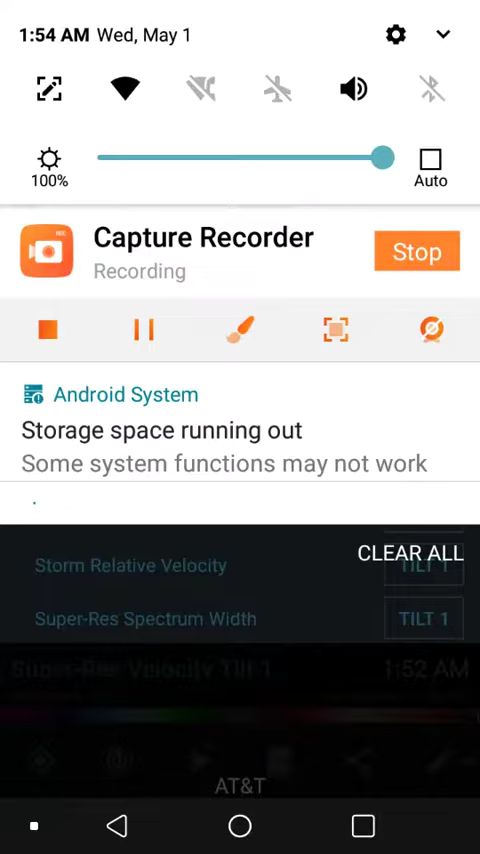 1:54 AM Wed, May 1
100%
Auto
REC
Capture Recorder
Recording
Stop
Android System
Storage space running out
Some system functions may not work
CLEAR ALL
Storm Relative Velocity
TILT 1
Super-Res Spectrum Width
TILT 1
Super-Res Velocity Tilt 1
1:52 AM
AT&T